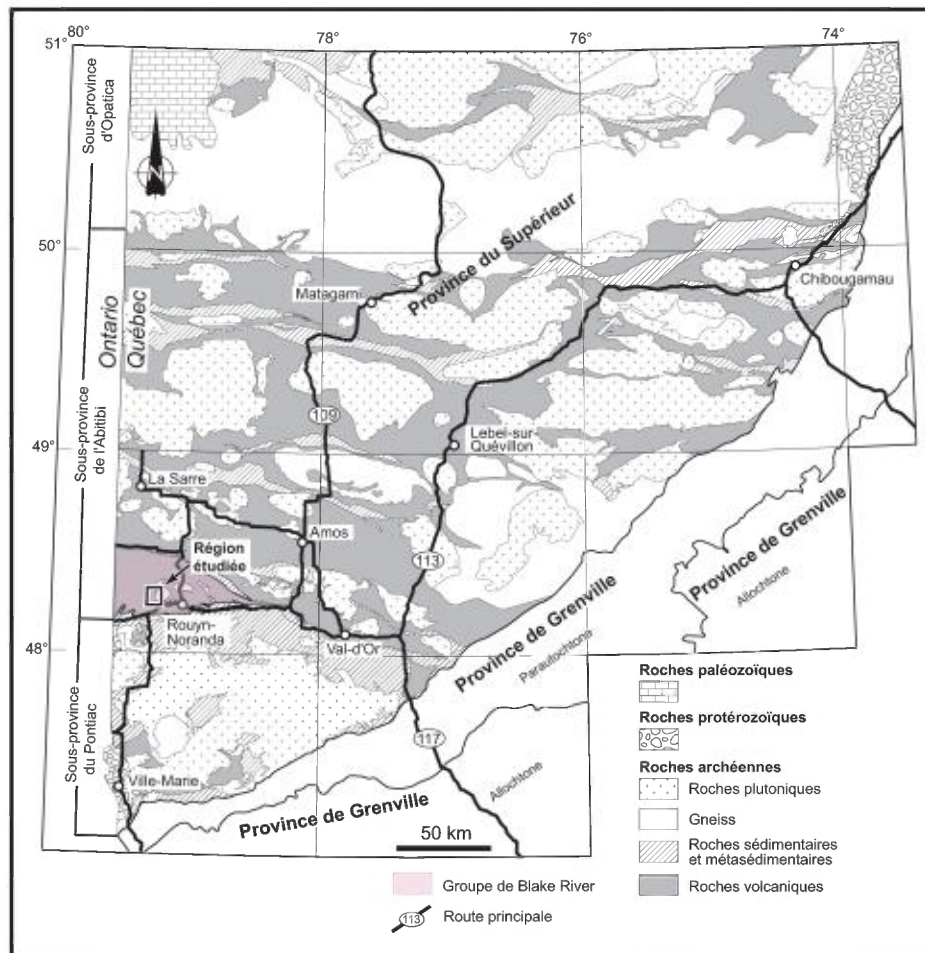 51°
80°
78°
76°
74°
Sous-province
d'Opatica
N
50°
Province du Supérieur
Matagami
Chibougamau
Ontario
Québec
Sous-province
de l'Abitibi
109
49°
Lebel-sur-
Quévillon
La Sarre
Amos
Région
étudiée
113
Province de Grenville
Allochtone
Rouyn-
Noranda
Val-d'Or
48°
Province de Grenville
Parautochtone
Sous-province
du Pontiac
117
Ville-Marie
Allochtone
Province de Grenville
50 km
Roches paléozoïques
Roches protérozoïques
Roches archéennes
Roches plutoniques
Gneiss
Roches sédimentaires
et métasédimentaires
Roches volcaniques
Groupe de Blake River
113
Route principale